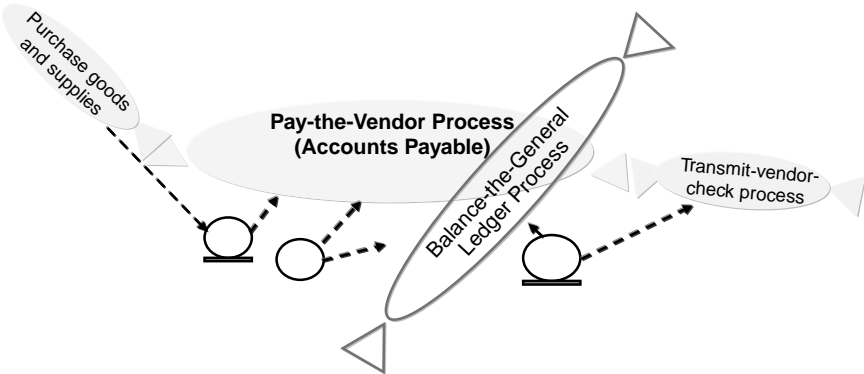 Purchase goods
and supplies
Pay-the-Vendor Process
(Accounts Payable)
Balance-the-General
Ledger Process
Transmit-vendor-
check process